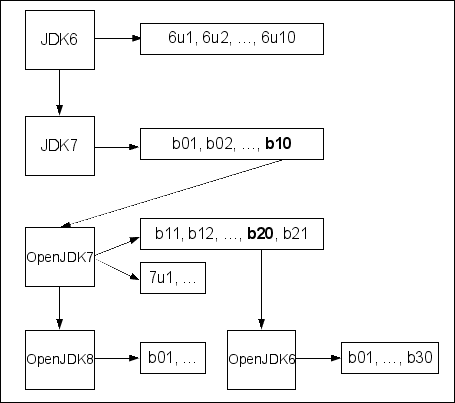 JDK6
6u1, 6u2, ..., 6u10
JDK7
b01, b02, ..., b10
OpenJDK7
b11, b12, ..., b20, b21
7u1, ...
OpenJDK8
b01, ...
OpenJDK6
b01, ..., b30